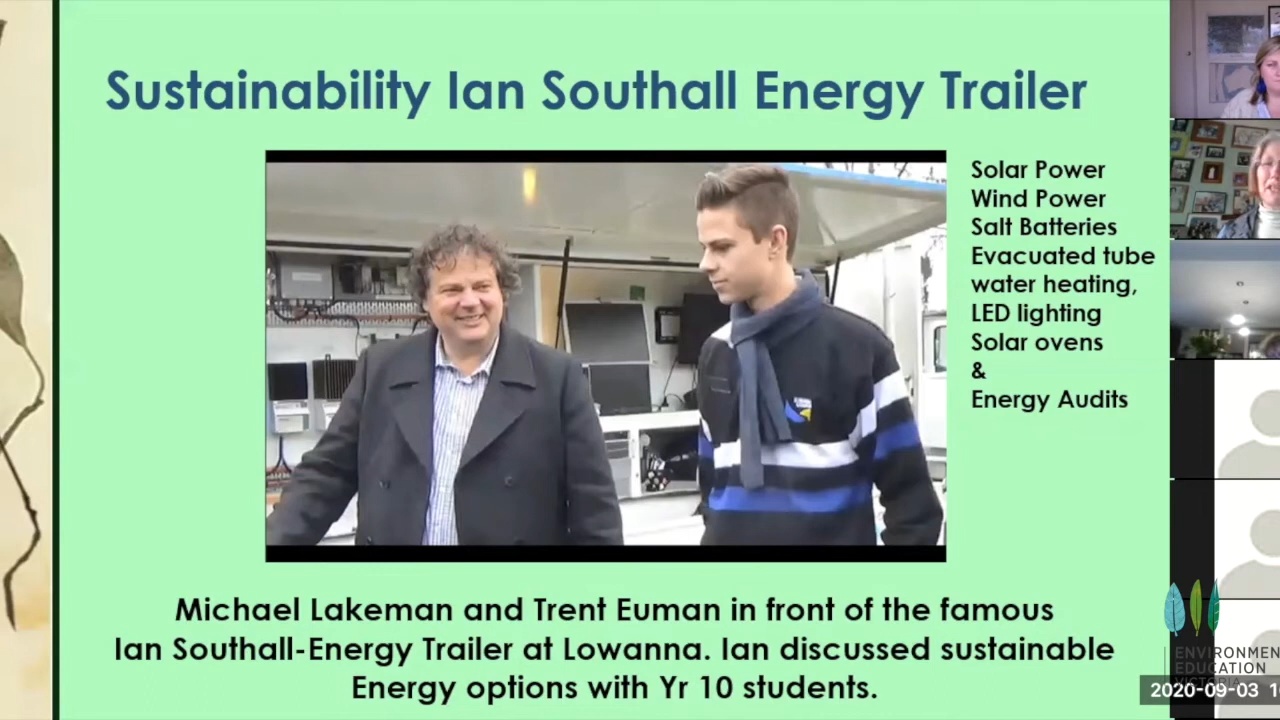 Sustainability Ian Southall Energy Trailer
Solar Power
Wind Power
Salt Batteries
Evacuated tube
water heating,
LED lighting
Solar ovens
&
Energy Audits
Michael Lakeman and Trent Euman in front of the famous
Ian Southall-Energy Trailer at Lowanna. Ian discussed sustainable
Energy options with Yr 10 students.
ENVIRONMEN
EDUCATION
VICTORIA
2020-09-03